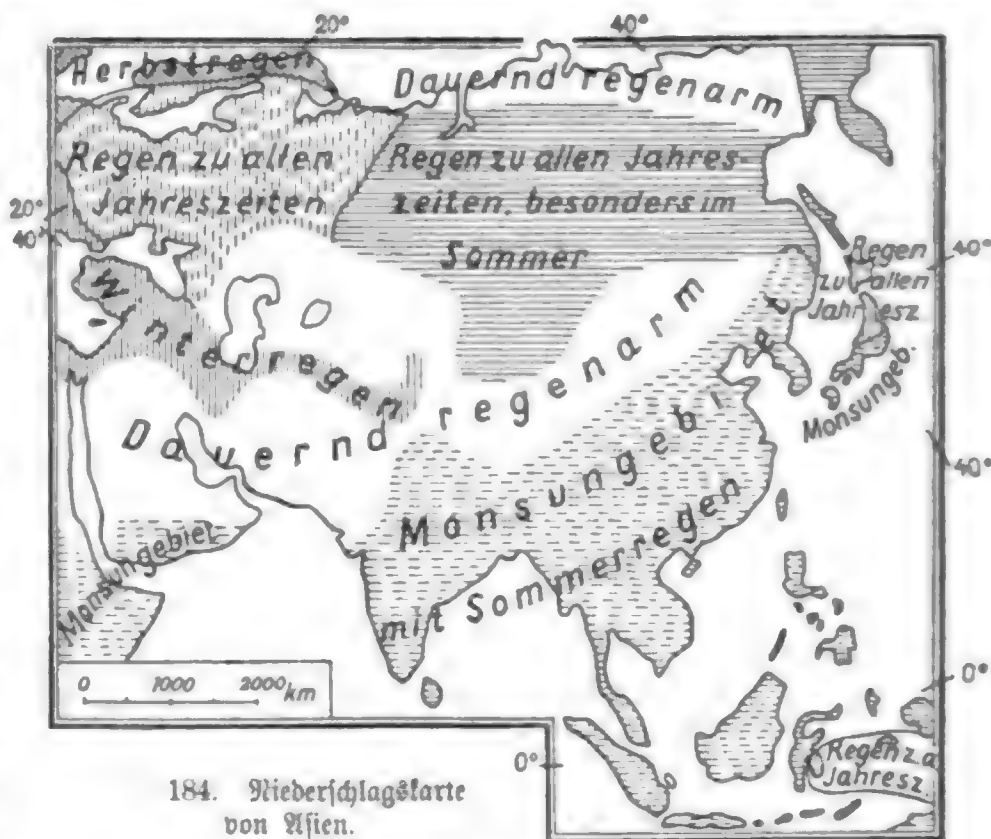 20°
40°
Herbstregen
Dauernd regenarm
Regen zu allen
Jahreszeiten
Regen zu allen Jahres-
zeiten, besonders im
Sommer
20°
40°
Regen
zu allen
Jahresz.
40°
Winterregen
Dauernd regenarm
Monsungebiet
mit Sommerregen
Monsungeb.
40°
Monsungebiet
0 1000 2000 km
0°
0°
Regen z. a.
Jahresz.
184. Niederschlagskarte
von Asien.